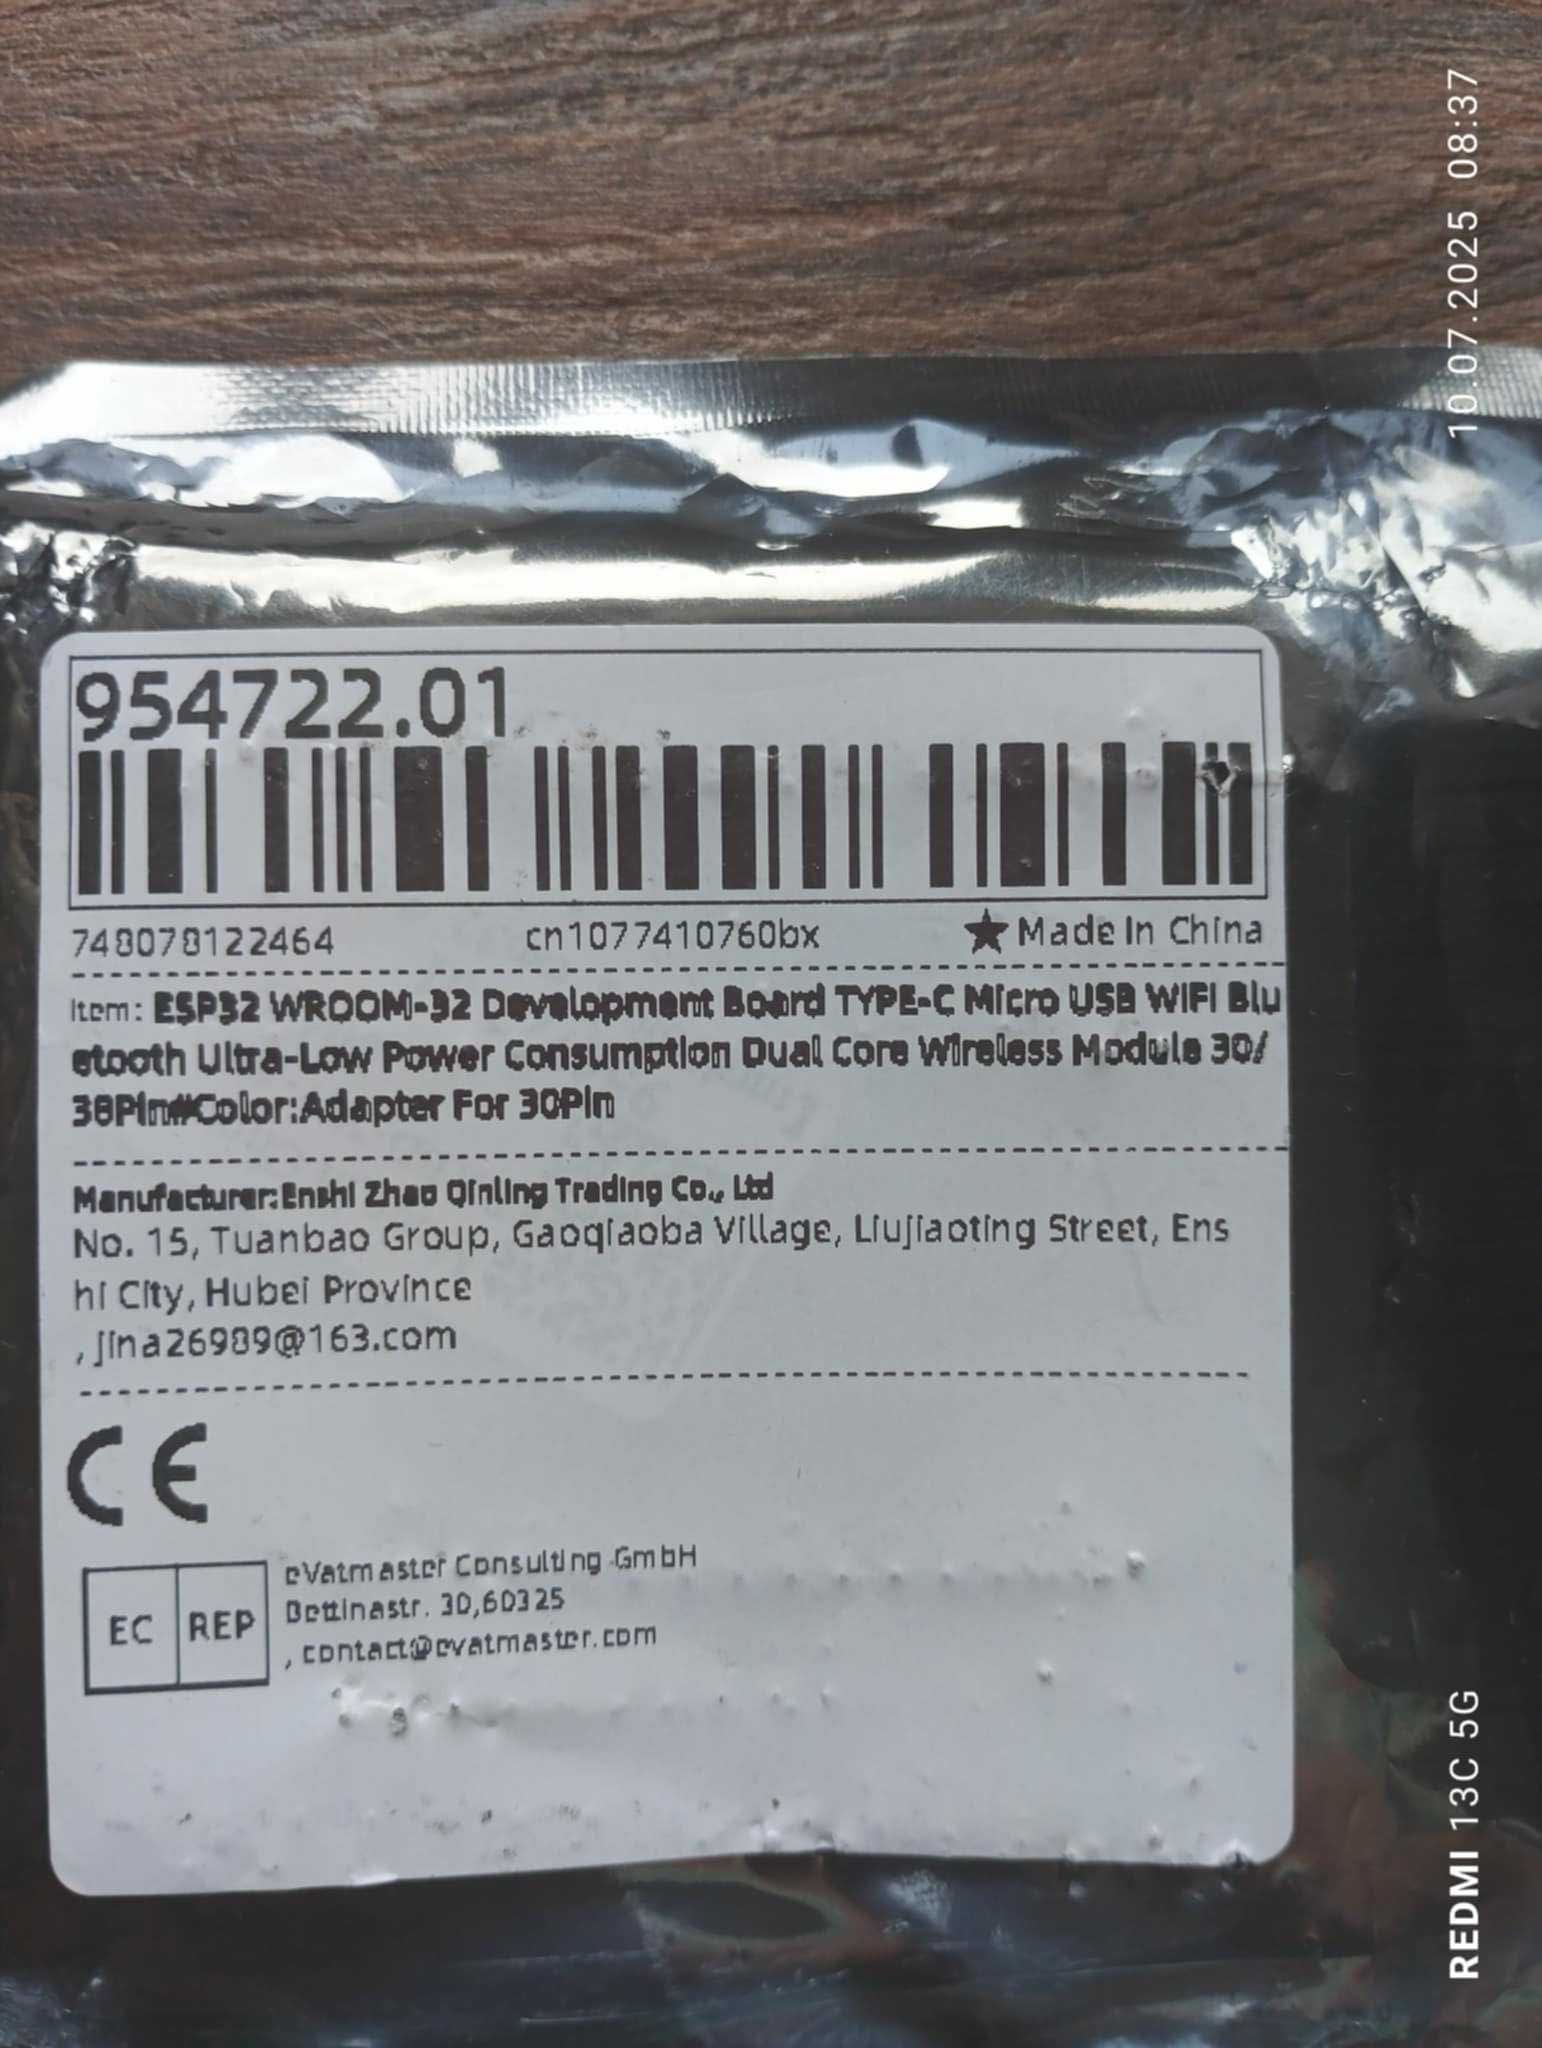 954722.01
748078122464 cn1077410760bx ★ Made In China
Item: ESP32 WROOM-32 Development Board TYPE-C Micro USB WIFI Blu
etooth Ultra-Low Power Consumption Dual Core Wireless Module 30/
38Pin#Color:Adapter For 30Pin
Manufacturer:Enshi Zhao Qinling Trading Co., Ltd
No. 15, Tuanbao Group, Gaoqiaoba Village, Liujiaoting Street, Ens
hi City, Hubei Province
, jina26989@163.com
CE
EC REP
eVatmaster Consulting GmbH
Bettinastr. 30,60325
, contact@evatmaster.com
10.07.2025 08:37
REDMI 13C 5G